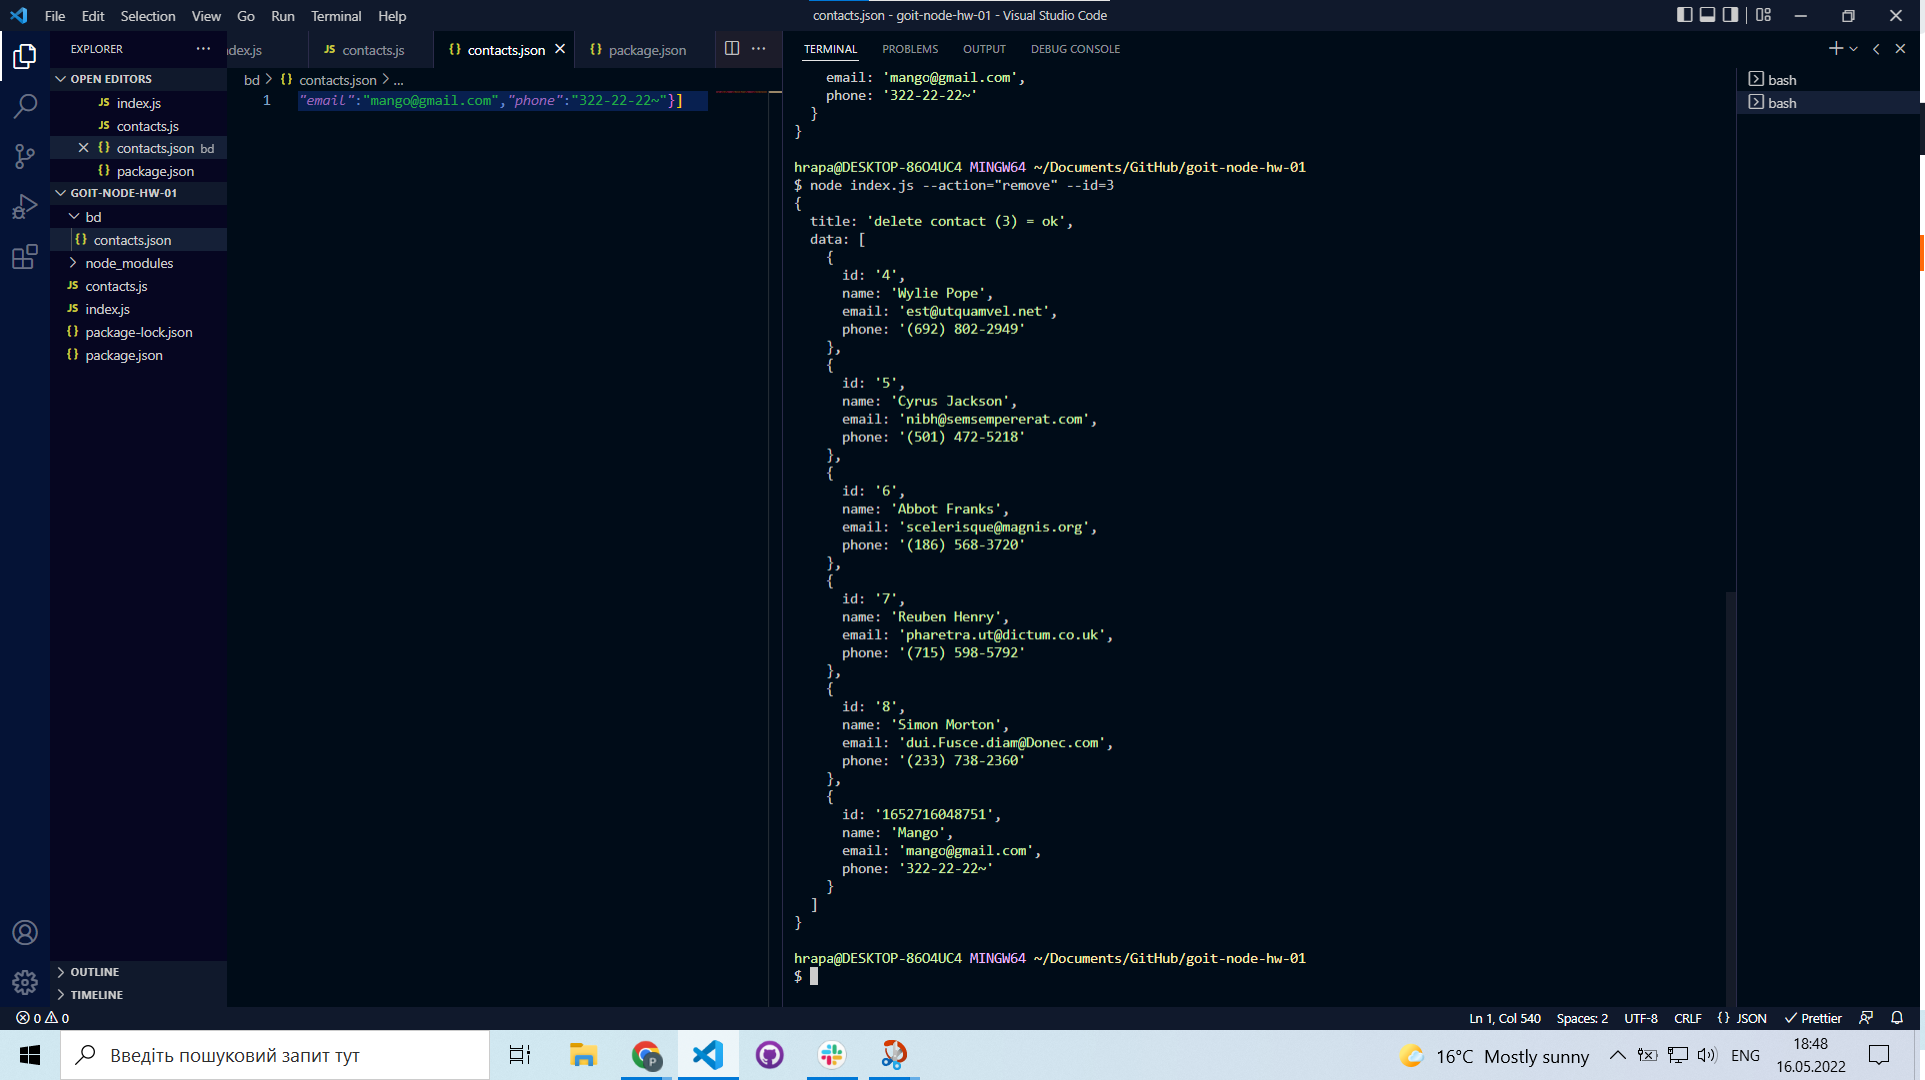 File Edit Selection View Go Run Terminal Help
contacts.json - goit-node-hw-01 - Visual Studio Code
EXPLORER
OPEN EDITORS
JS index.js
JS contacts.js
{} contacts.json bd
{} package.json
GOIT-NODE-HW-01
bd
{} contacts.json
node_modules
JS contacts.js
JS index.js
{} package-lock.json
{} package.json
OUTLINE
TIMELINE
dex.js JS contacts.js {} contacts.json {} package.json
bd > {} contacts.json > ...
1 "email":"mango@gmail.com","phone":"322-22-22~"}]
TERMINAL PROBLEMS OUTPUT DEBUG CONSOLE
email: 'mango@gmail.com',
phone: '322-22-22~'
}
}
hrapa@DESKTOP-86O4UC4 MINGW64 ~/Documents/GitHub/goit-node-hw-01
$ node index.js --action="remove" --id=3
{
title: 'delete contact (3) = ok',
data: [
{
id: '4',
name: 'Wylie Pope',
email: 'est@utquamvel.net',
phone: '(692) 802-2949'
},
{
id: '5',
name: 'Cyrus Jackson',
email: 'nibh@semsempererat.com',
phone: '(501) 472-5218'
},
{
id: '6',
name: 'Abbot Franks',
email: 'scelerisque@magnis.org',
phone: '(186) 568-3720'
},
{
id: '7',
name: 'Reuben Henry',
email: 'pharetra.ut@dictum.co.uk',
phone: '(715) 598-5792'
},
{
id: '8',
name: 'Simon Morton',
email: 'dui.Fusce.diam@Donec.com',
phone: '(233) 738-2360'
},
{
id: '1652716048751',
name: 'Mango',
email: 'mango@gmail.com',
phone: '322-22-22~'
}
]
}
hrapa@DESKTOP-86O4UC4 MINGW64 ~/Documents/GitHub/goit-node-hw-01
$
bash
bash
0 0
Ln 1, Col 540 Spaces: 2 UTF-8 CRLF {} JSON Prettier
Введіть пошуковий запит тут
P
16°C Mostly sunny
ENG
18:48
16.05.2022